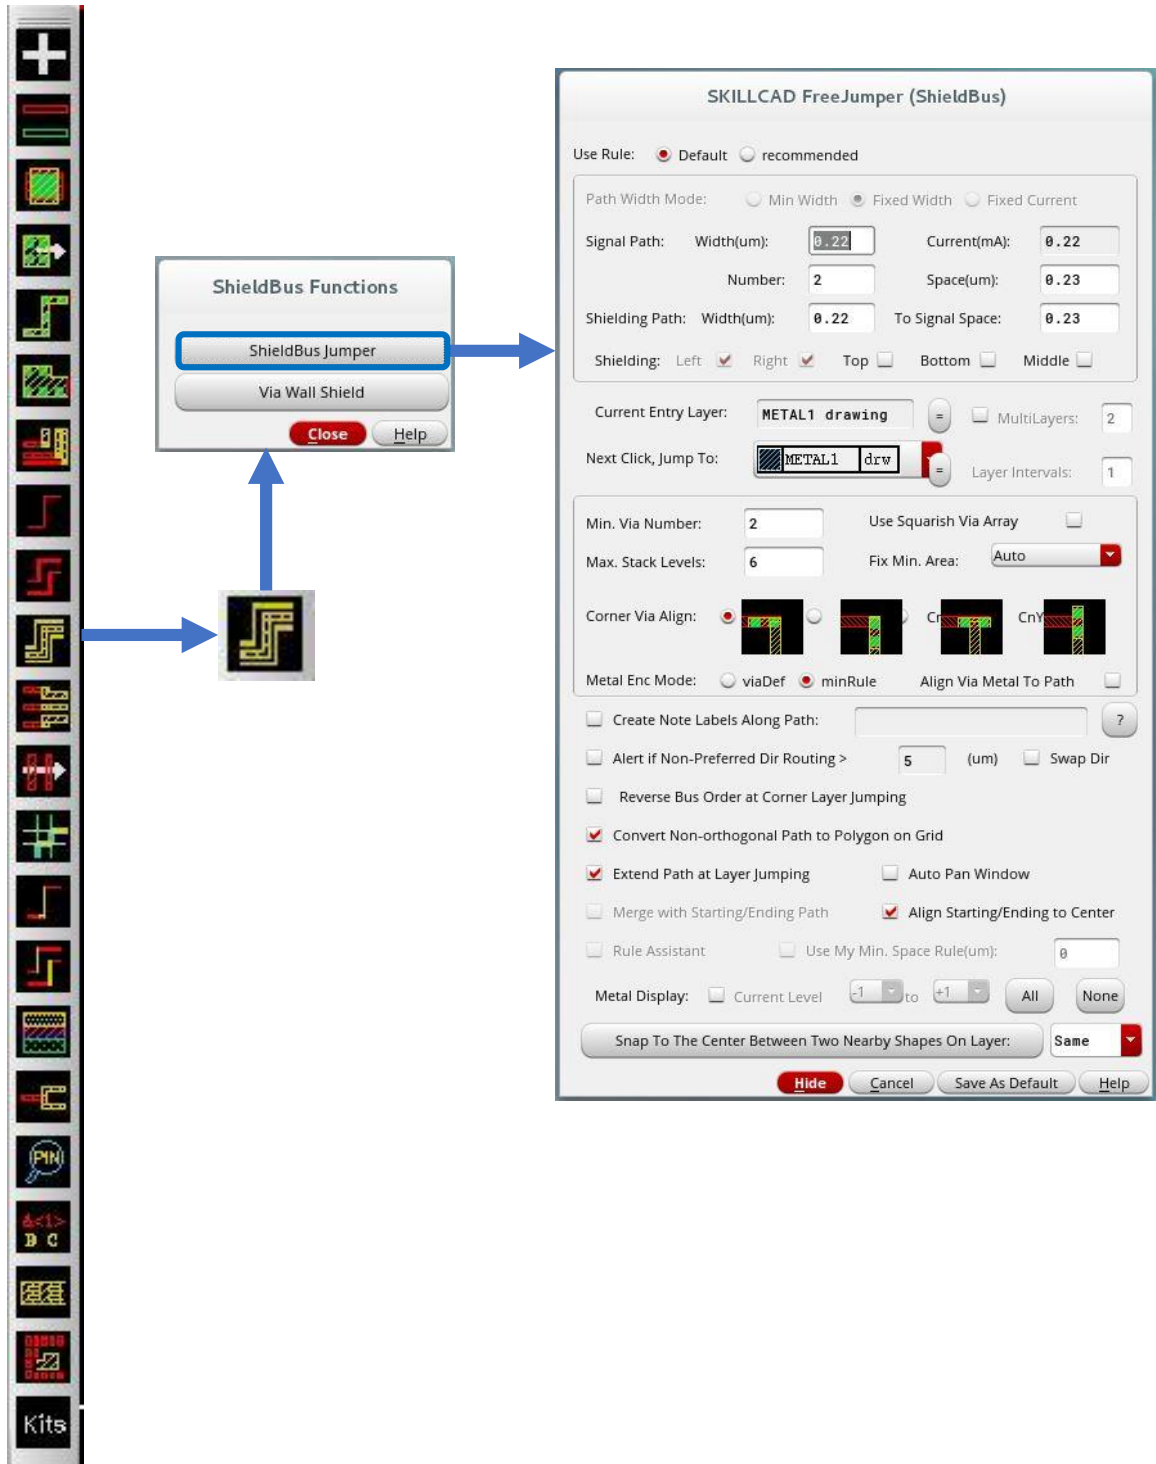 SKILLCAD FreeJumper (ShieldBus)
Use Rule: Default recommended
Path Width Mode: Min Width Fixed Width Fixed Current
Signal Path: Width(um): 0.22 Current(mA): 0.22
Number: 2 Space(um): 0.23
Shielding Path: Width(um): 0.22 To Signal Space: 0.23
Shielding: Left Right Top Bottom Middle
Current Entry Layer: METAL1 drawing = MultiLayers: 2
Next Click, Jump To: METAL1 drw = Layer Intervals: 1
Min. Via Number: 2 Use Squarish Via Array
Max. Stack Levels: 6 Fix Min. Area: Auto
Corner Via Align: CnY
Metal Enc Mode: viaDef minRule Align Via Metal To Path
Create Note Labels Along Path: ?
Alert if Non-Preferred Dir Routing > 5 (um) Swap Dir
Reverse Bus Order at Corner Layer Jumping
Convert Non-orthogonal Path to Polygon on Grid
Extend Path at Layer Jumping Auto Pan Window
Merge with Starting/Ending Path Align Starting/Ending to Center
Rule Assistant Use My Min. Space Rule(um): 0
Metal Display: Current Level -1 to +1 All None
Snap To The Center Between Two Nearby Shapes On Layer: Same
Hide Cancel Save As Default Help
ShieldBus Functions
ShieldBus Jumper
Via Wall Shield
Close Help
PIN
&<1>
B C
Kits